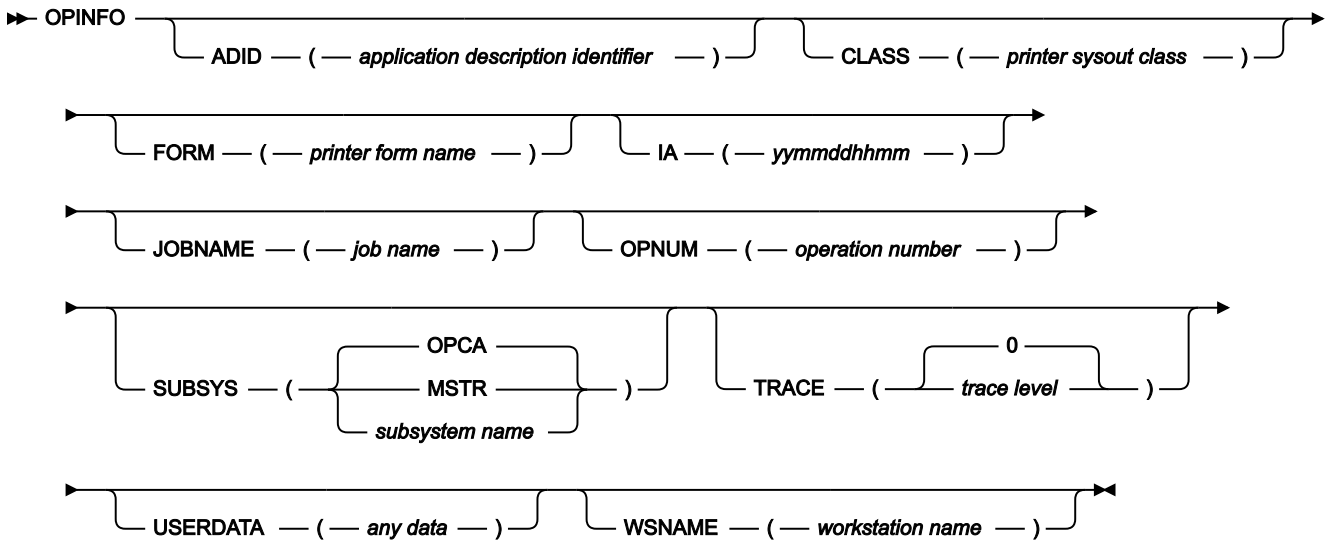 OPINFO
ADID ( application description identifier ) CLASS ( printer sysout class )
FORM ( printer form name ) IA ( yymmddhhmm )
JOBNAME ( job name ) OPNUM ( operation number )
OPCA 0
SUBSYS ( MSTR ) TRACE ( trace level )
subsystem name
USERDATA ( any data ) WSNAME ( workstation name )